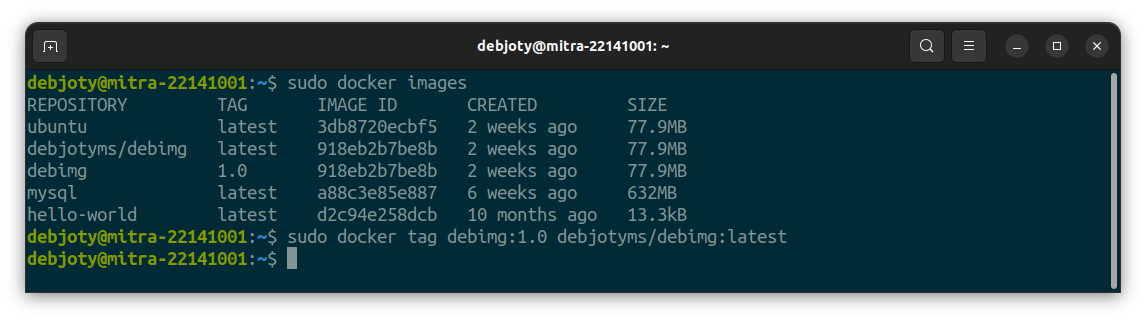 debjoty@mitra-22141001: ~
debjoty@mitra-22141001:~$ sudo docker images
REPOSITORY         TAG       IMAGE ID       CREATED         SIZE
ubuntu             latest    3db8720ecbf5   2 weeks ago     77.9MB
debjotyms/debimg   latest    918eb2b7be8b   2 weeks ago     77.9MB
debimg             1.0       918eb2b7be8b   2 weeks ago     77.9MB
mysql              latest    a88c3e85e887   6 weeks ago     632MB
hello-world        latest    d2c94e258dcb   10 months ago   13.3kB
debjoty@mitra-22141001:~$ sudo docker tag debimg:1.0 debjotyms/debimg:latest
debjoty@mitra-22141001:~$